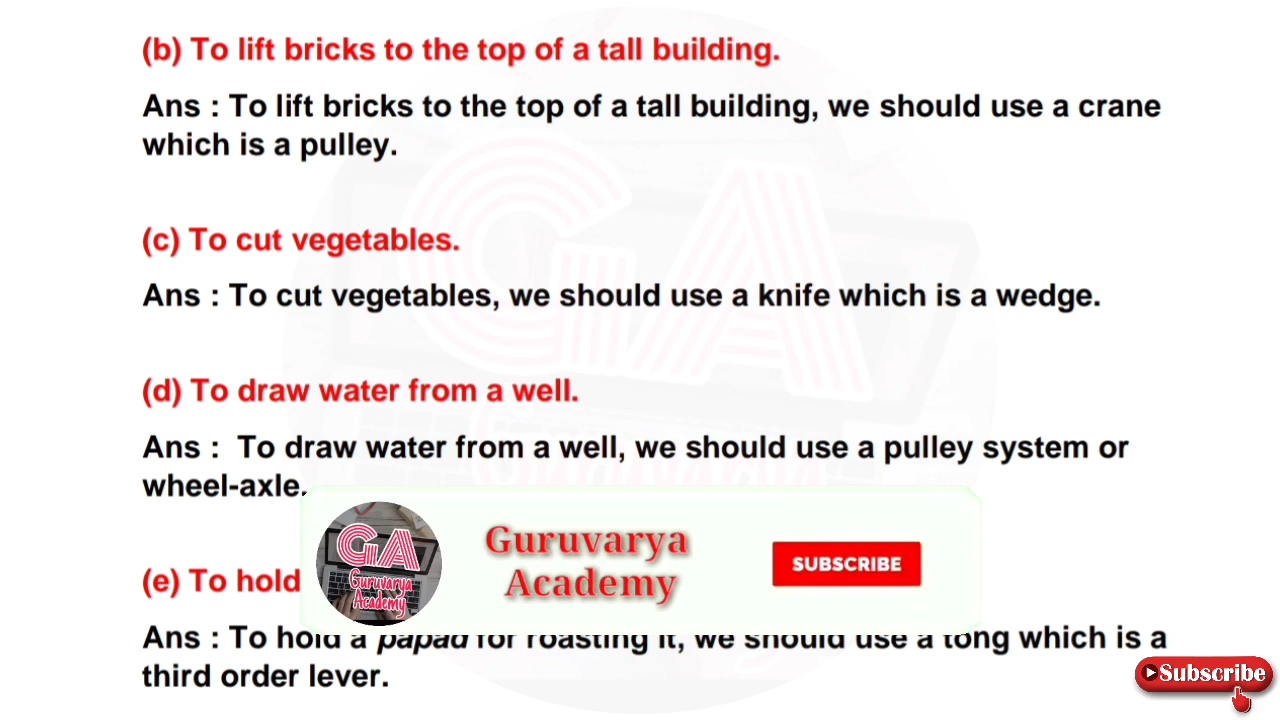 (b) To lift bricks to the top of a tall building.
Ans : To lift bricks to the top of a tall building, we should use a crane
which is a pulley.
(c) To cut vegetables.
Ans : To cut vegetables, we should use a knife which is a wedge.
(d) To draw water from a well.
Ans : To draw water from a well, we should use a pulley system or
wheel-axle.
(e) To hold
Ans : To hold a papad for roasting it, we should use a tong which is a
third order lever.
GA
Guruvarya
Academy
Guruvarya
Academy
SUBSCRIBE
Subscribe
GA